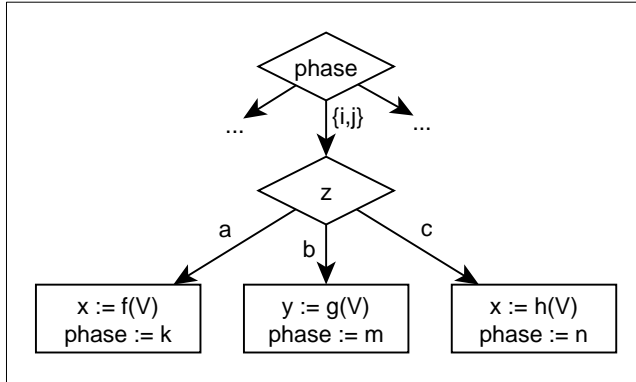 phase
...
{i,j}
...
z
a
b
c
x := f(V)
phase := k
y := g(V)
phase := m
x := h(V)
phase := n